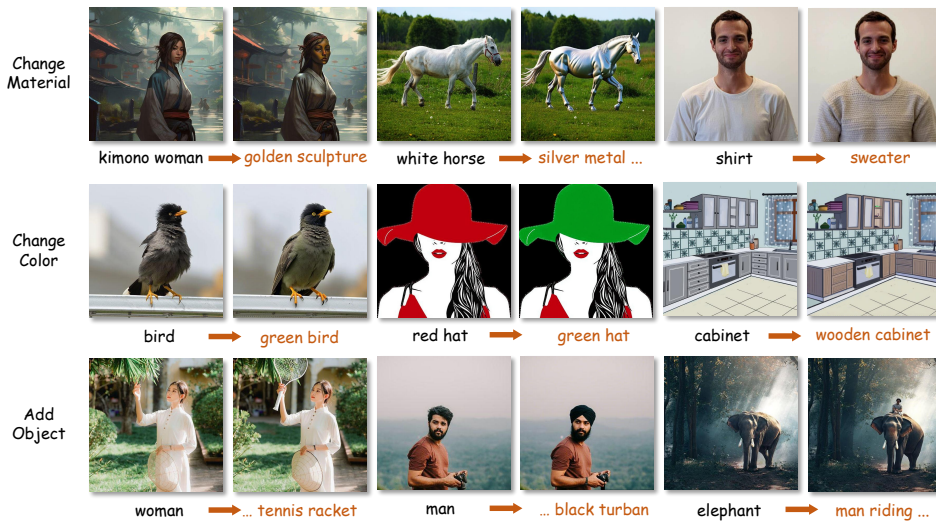 Change
Material
kimono woman golden sculpture white horse silver metal ... shirt sweater
Change
Color
bird green bird red hat green hat cabinet wooden cabinet
Add
Object
woman ... tennis racket man ... black turban elephant man riding ...